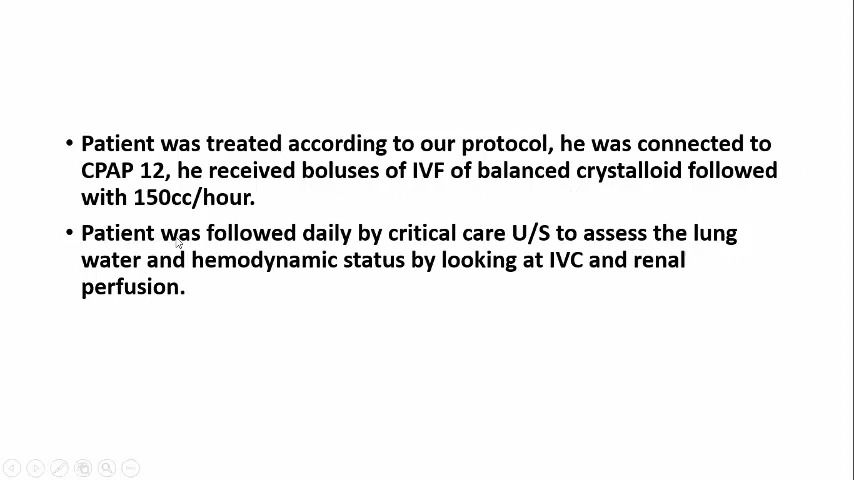 • Patient was treated according to our protocol, he was connected to
CPAP 12, he received boluses of IVF of balanced crystalloid followed
with 150cc/hour.
• Patient was followed daily by critical care U/S to assess the lung
water and hemodynamic status by looking at IVC and renal
perfusion.